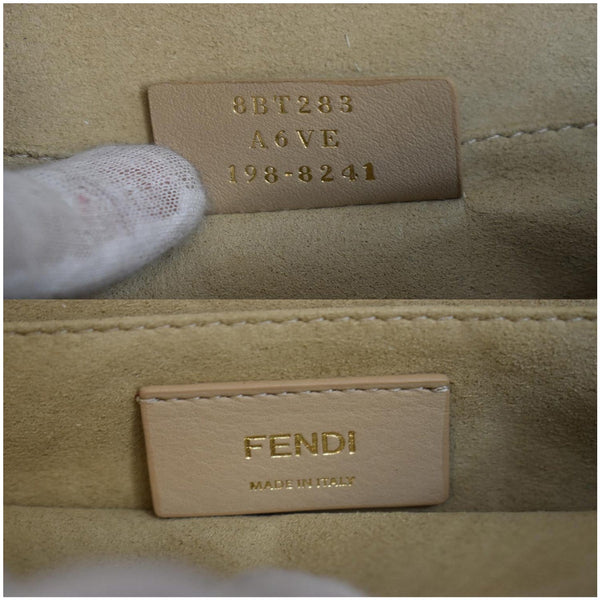 8BT283
A6VE
198-8241
FENDI
MADE IN ITALY